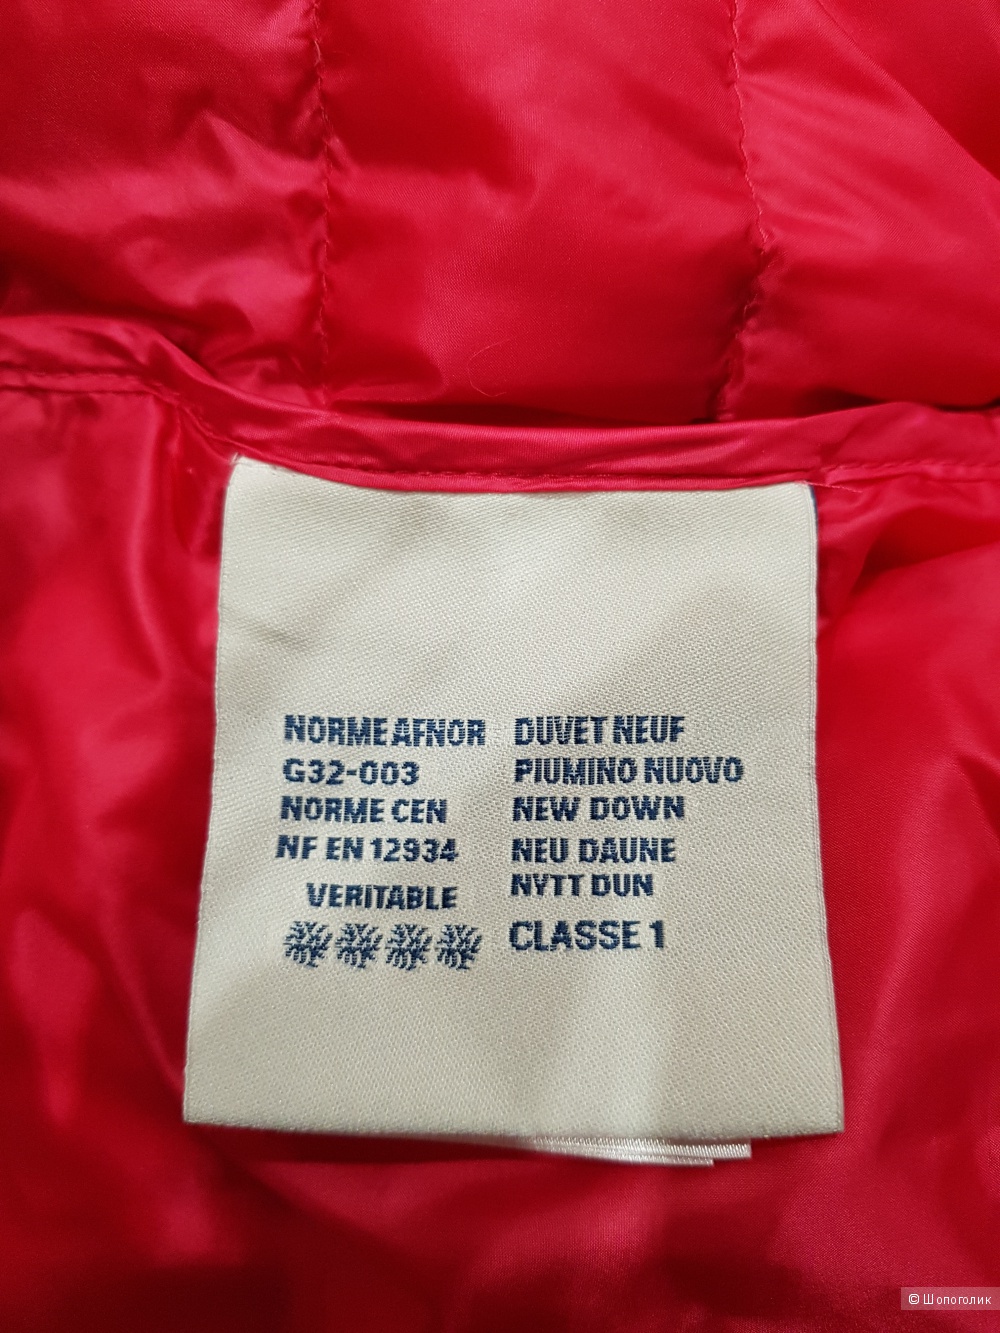 NORME AFNOR
G32-003
NORME CEN
NF EN 12934
VERITABLE
DUVET NEUF
PIUMINO NUOVO
NEW DOWN
NEU DAUNE
NYTT DUN
CLASSE 1
© Шопоголик